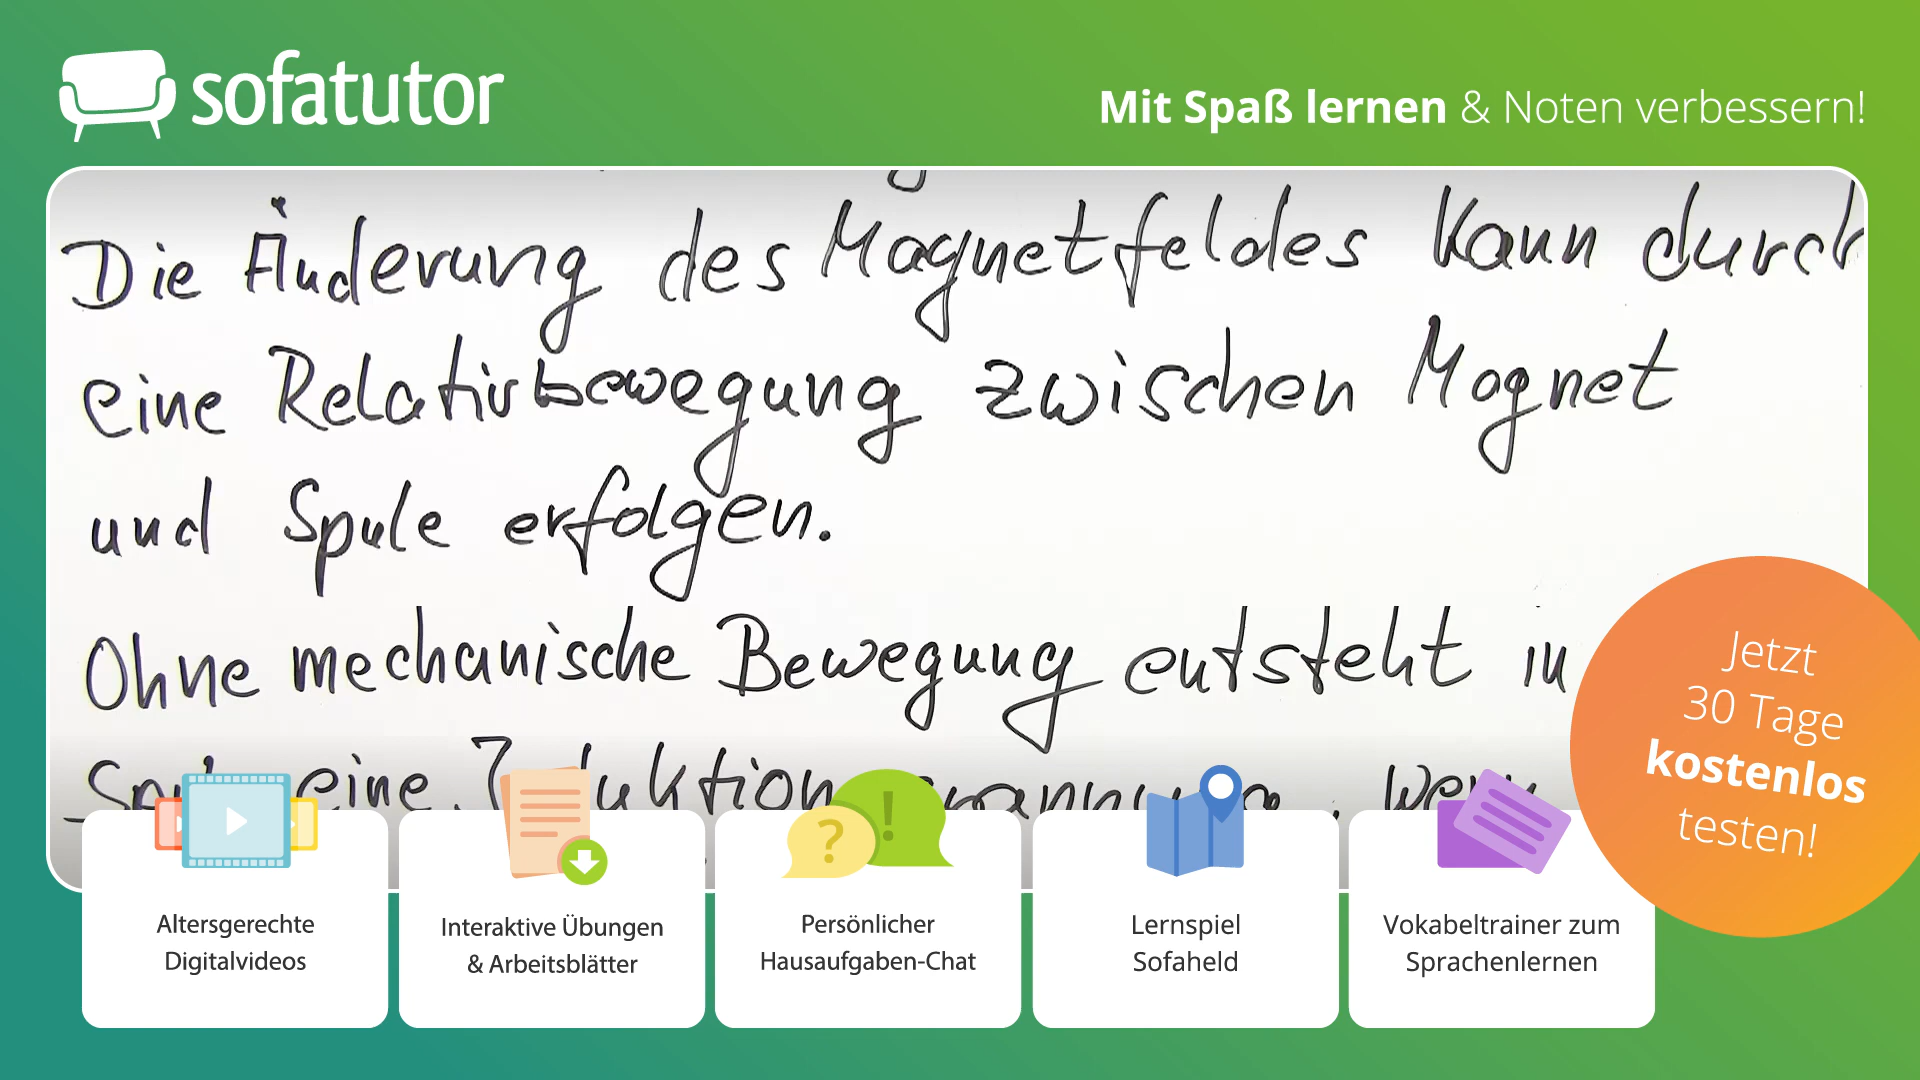 sofatutor
Mit Spaß lernen & Noten verbessern!
Die Änderung des Magnetfeldes kann durch
eine Relativbewegung zwischen Magnet
und Spule erfolgen.
Ohne mechanische Bewegung entsteht in
eine
Jetzt
30 Tage
kostenlos
testen!
Altersgerechte
Digitalvideos
Interaktive Übungen
& Arbeitsblätter
Persönlicher
Hausaufgaben-Chat
Lernspiel
Sofaheld
Vokabeltrainer zum
Sprachenlernen